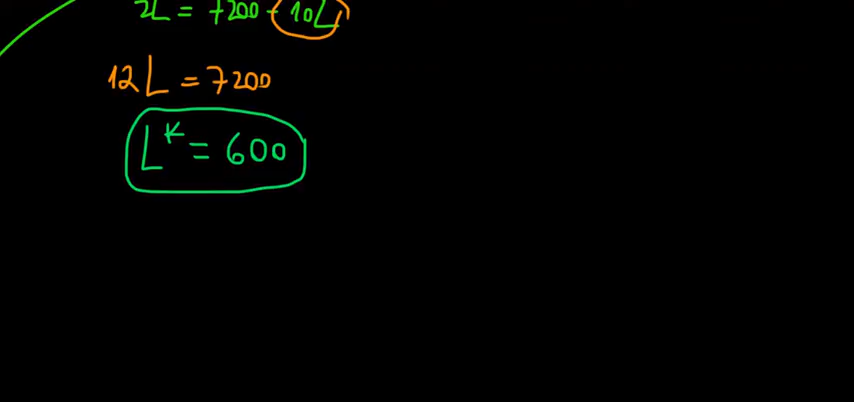 2L = 7200 - 10L
12L = 7200
L* = 600